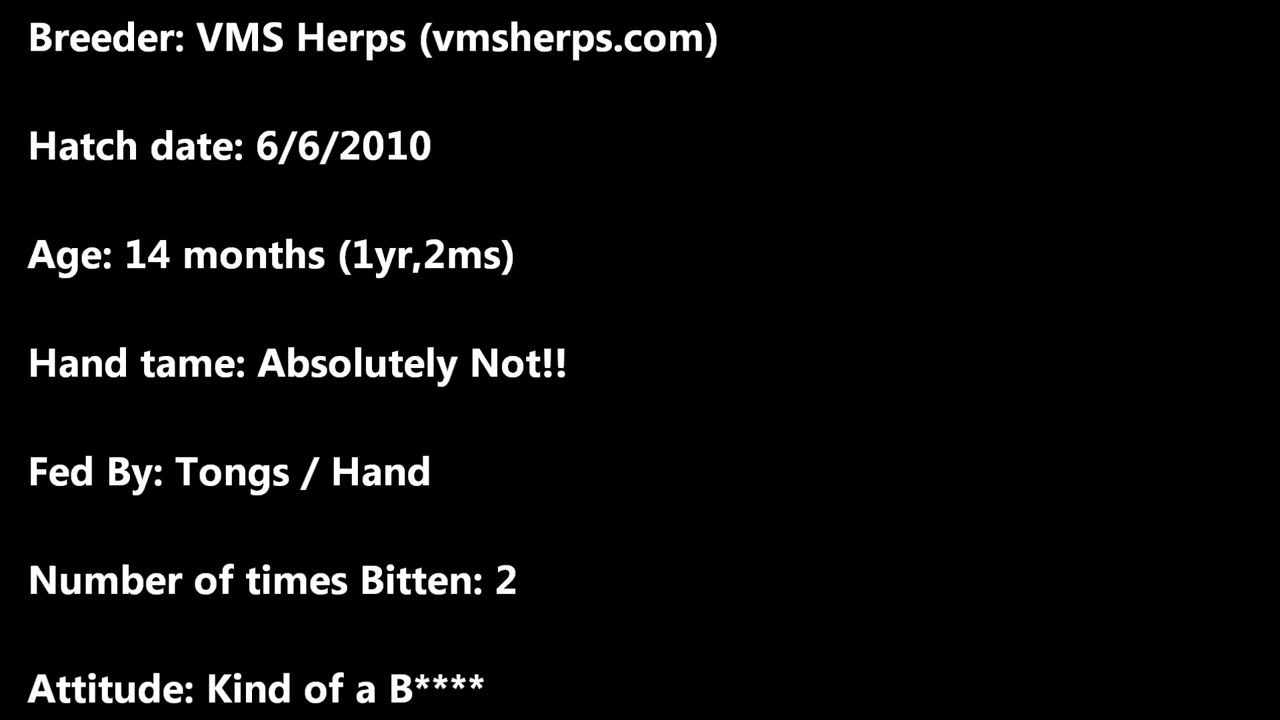 Breeder: VMS Herps (vmsherps.com)
Hatch date: 6/6/2010
Age: 14 months (1yr,2ms)
Hand tame: Absolutely Not!!
Fed By: Tongs / Hand
Number of times Bitten: 2
Attitude: Kind of a B****